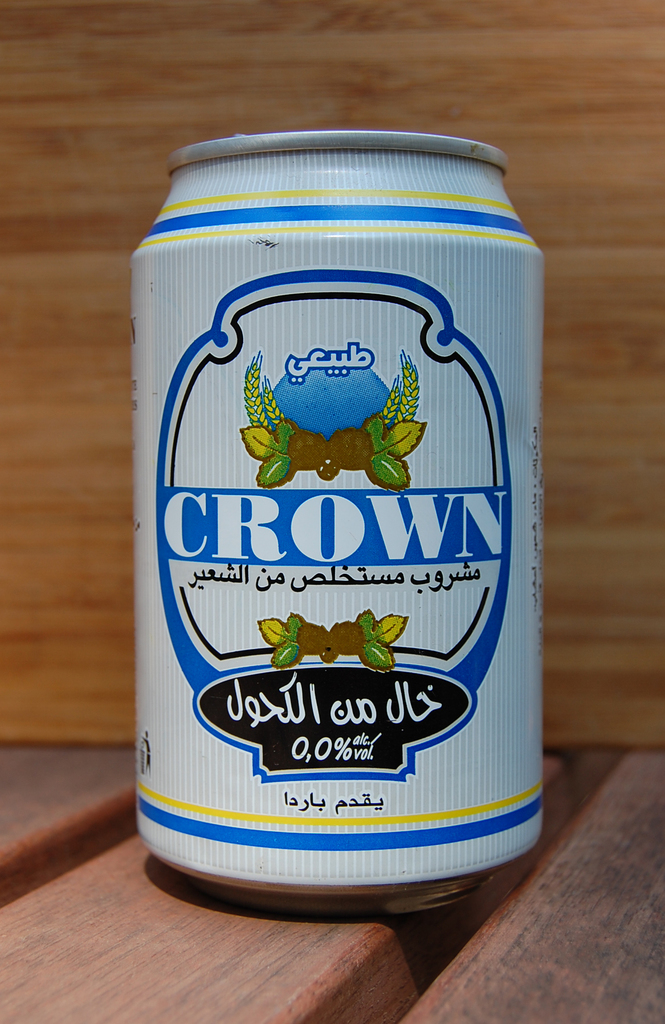 طبيعي
CROWN
مشروب مستخلص من الشعير
خال من الكحول
0,0% alc./vol.
يقدم باردا